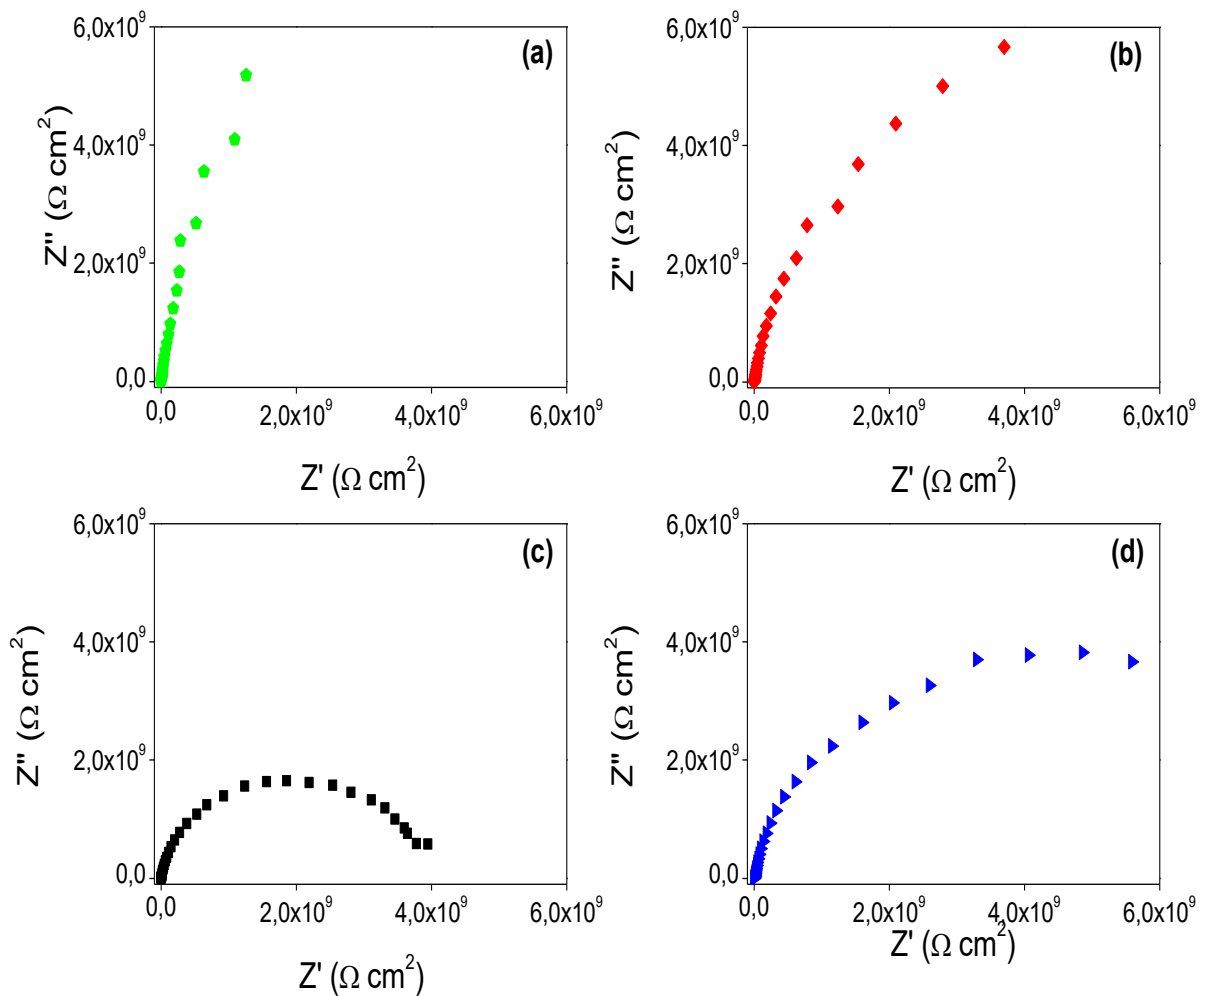 (a)
Z" (Ω cm²)
6,0x10⁹
4,0x10⁹
2,0x10⁹
0,0
0,0 2,0x10⁹ 4,0x10⁹ 6,0x10⁹
Z' (Ω cm²)
(b)
Z" (Ω cm²)
6,0x10⁹
4,0x10⁹
2,0x10⁹
0,0
0,0 2,0x10⁹ 4,0x10⁹ 6,0x10⁹
Z' (Ω cm²)
(c)
Z" (Ω cm²)
6,0x10⁹
4,0x10⁹
2,0x10⁹
0,0
0,0 2,0x10⁹ 4,0x10⁹ 6,0x10⁹
Z' (Ω cm²)
(d)
Z" (Ω cm²)
6,0x10⁹
4,0x10⁹
2,0x10⁹
0,0
0,0 2,0x10⁹ 4,0x10⁹ 6,0x10⁹
Z' (Ω cm²)